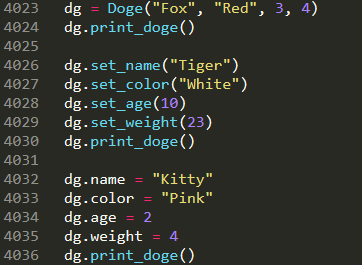 4023 dg = Doge("Fox", "Red", 3, 4)
4024 dg.print_doge()
4025
4026 dg.set_name("Tiger")
4027 dg.set_color("White")
4028 dg.set_age(10)
4029 dg.set_weight(23)
4030 dg.print_doge()
4031
4032 dg.name = "Kitty"
4033 dg.color = "Pink"
4034 dg.age = 2
4035 dg.weight = 4
4036 dg.print_doge()